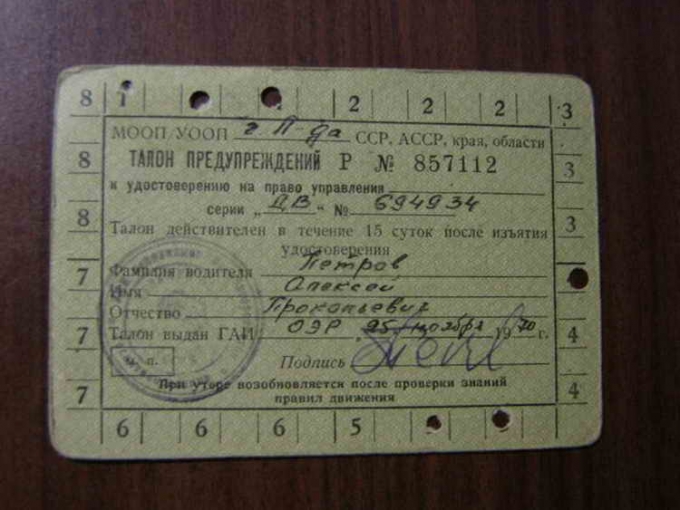 8 1 2 2 2 3
МООП/УООП г. Л-да ССР, АССР, края, области
8 ТАЛОН ПРЕДУПРЕЖДЕНИЙ Р № 857112 3
к удостоверению на право управления
8 серии „ДВ“ № 694934 3
Талон действителен в течение 15 суток после изъятия
удостоверения
7 Фамилия водителя Петров
Имя Алексей
Отчество Прокопьевич
7 Талон выдан ГАИ ОЭР „25“ ноября 1970 г. 4
м. п. Подпись
При утере возобновляется после проверки знаний
7 правил движения 4
6 6 6 5